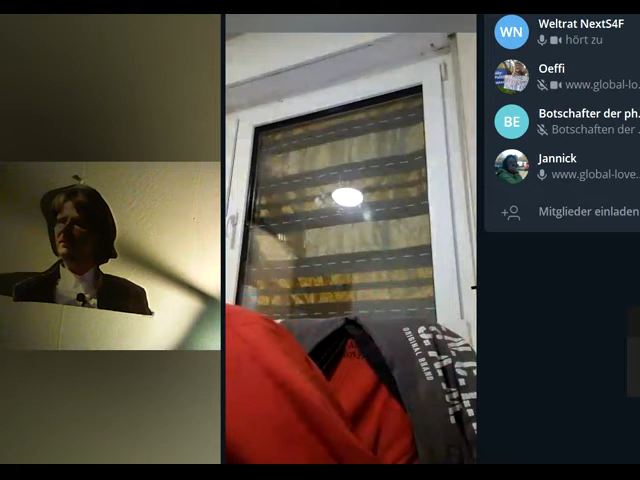 Weltrat NextS4F
WN
hört zu
Oeffi
www.global-lo...
Botschafter der ph...
BE
Botschaften der ...
Jannick
www.global-love...
Mitglieder einladen
ORIGINAL BRAND